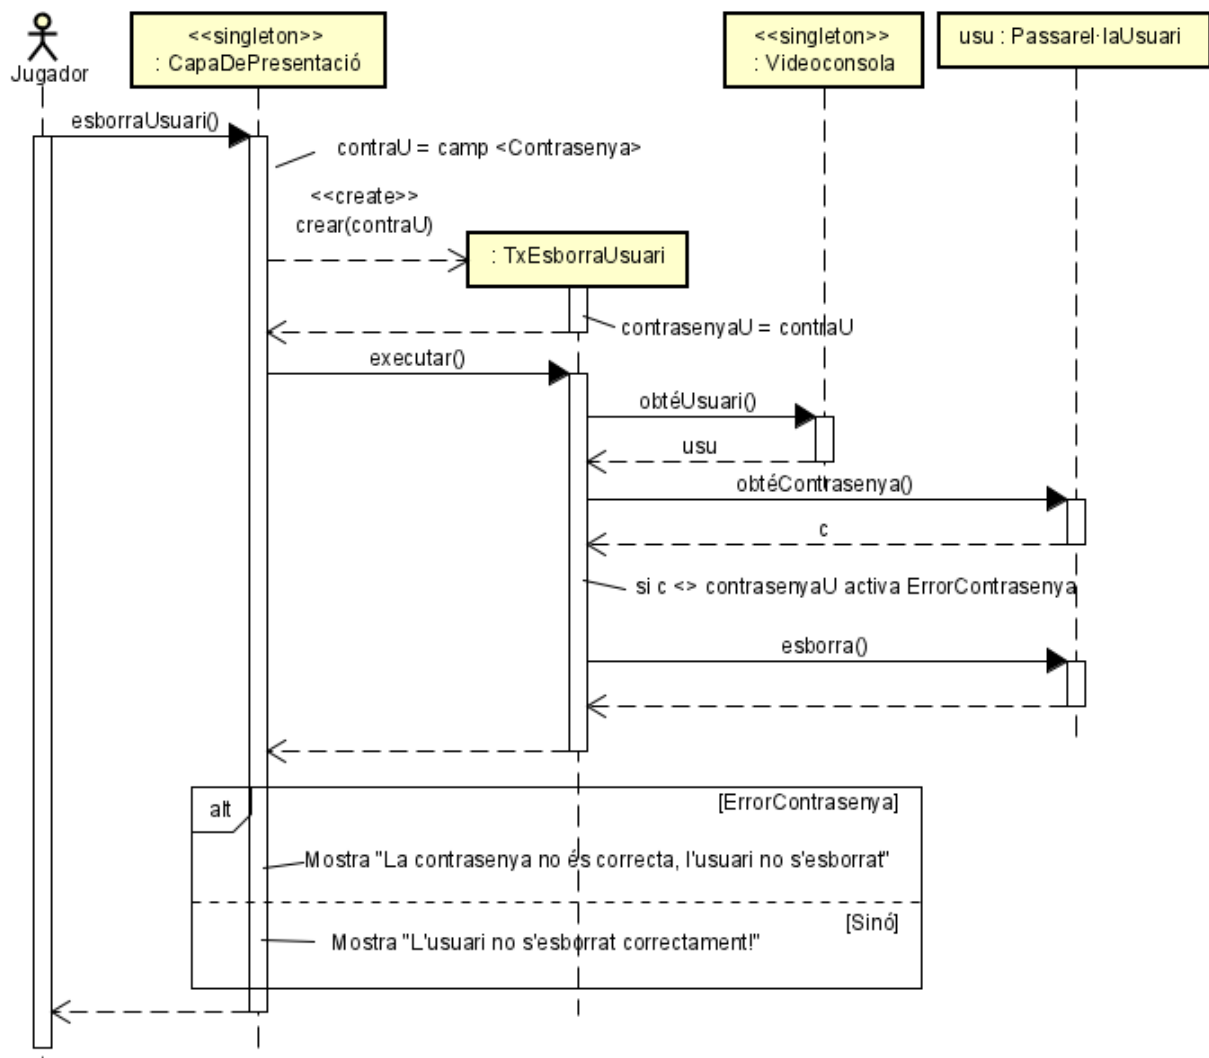 <<singleton>>
: CapaDePresentació
<<singleton>>
: Videoconsola
usu : Passarel·laUsuari
Jugador
esborraUsuari()
contraU = camp <Contrasenya>
<<create>>
crear(contraU)
: TxEsborraUsuari
contrasenyaU = contraU
executar()
obtéUsuari()
usu
obtéContrasenya()
c
si c <> contrasenyaU activa ErrorContrasenya
esborra()
alt
[ErrorContrasenya]
Mostra "La contrasenya no és correcta, l'usuari no s'esborrat"
[Sinó]
Mostra "L'usuari no s'esborrat correctament!"